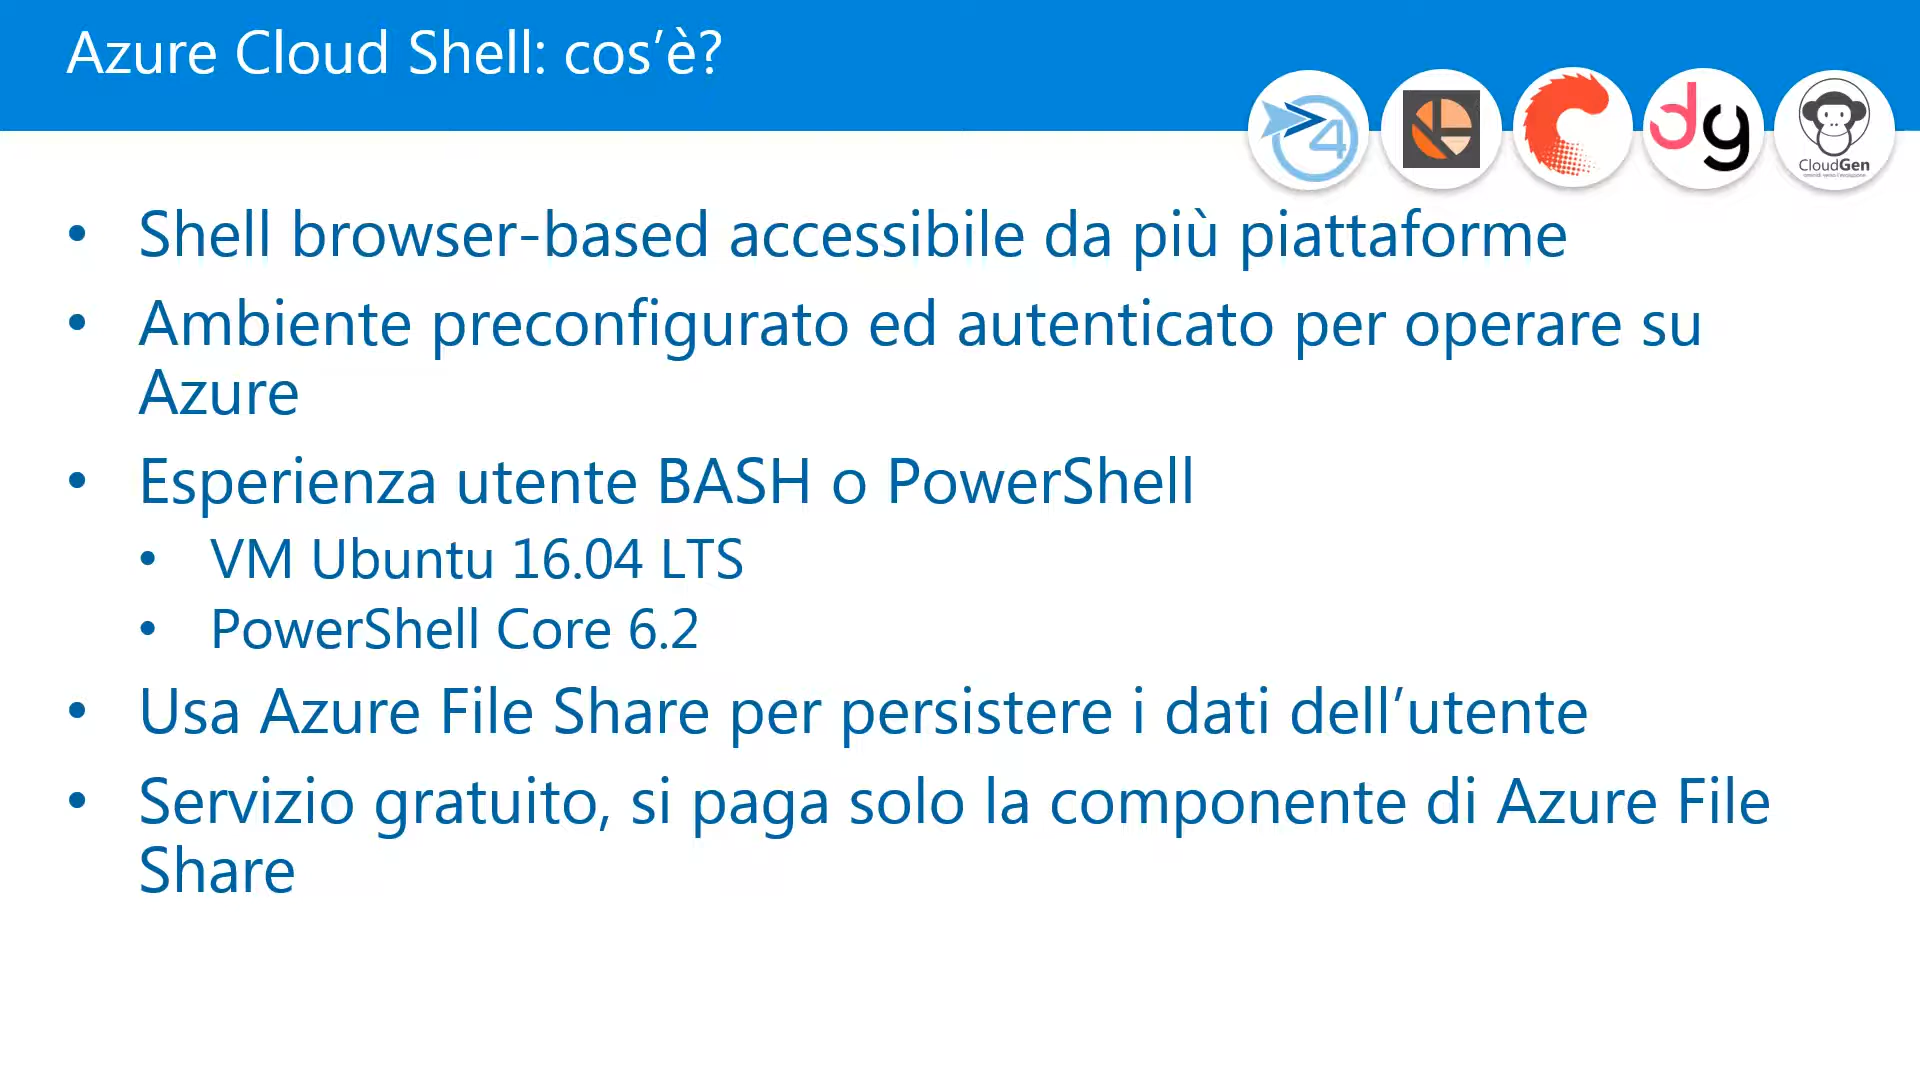 Azure Cloud Shell: cos’è?
4
dg
CloudGen
• Shell browser-based accessibile da più piattaforme
• Ambiente preconfigurato ed autenticato per operare su
Azure
• Esperienza utente BASH o PowerShell
• VM Ubuntu 16.04 LTS
• PowerShell Core 6.2
• Usa Azure File Share per persistere i dati dell’utente
• Servizio gratuito, si paga solo la componente di Azure File
Share